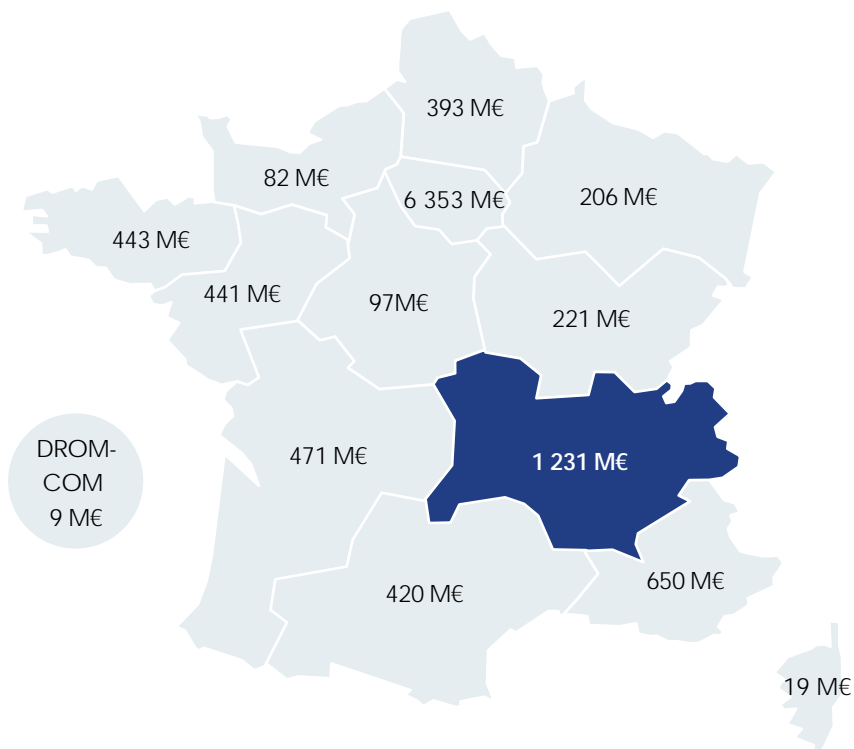 393 M€
82 M€
6 353 M€
206 M€
443 M€
441 M€
97M€
221 M€
DROM-
COM
9 M€
471 M€
1 231 M€
420 M€
650 M€
19 M€